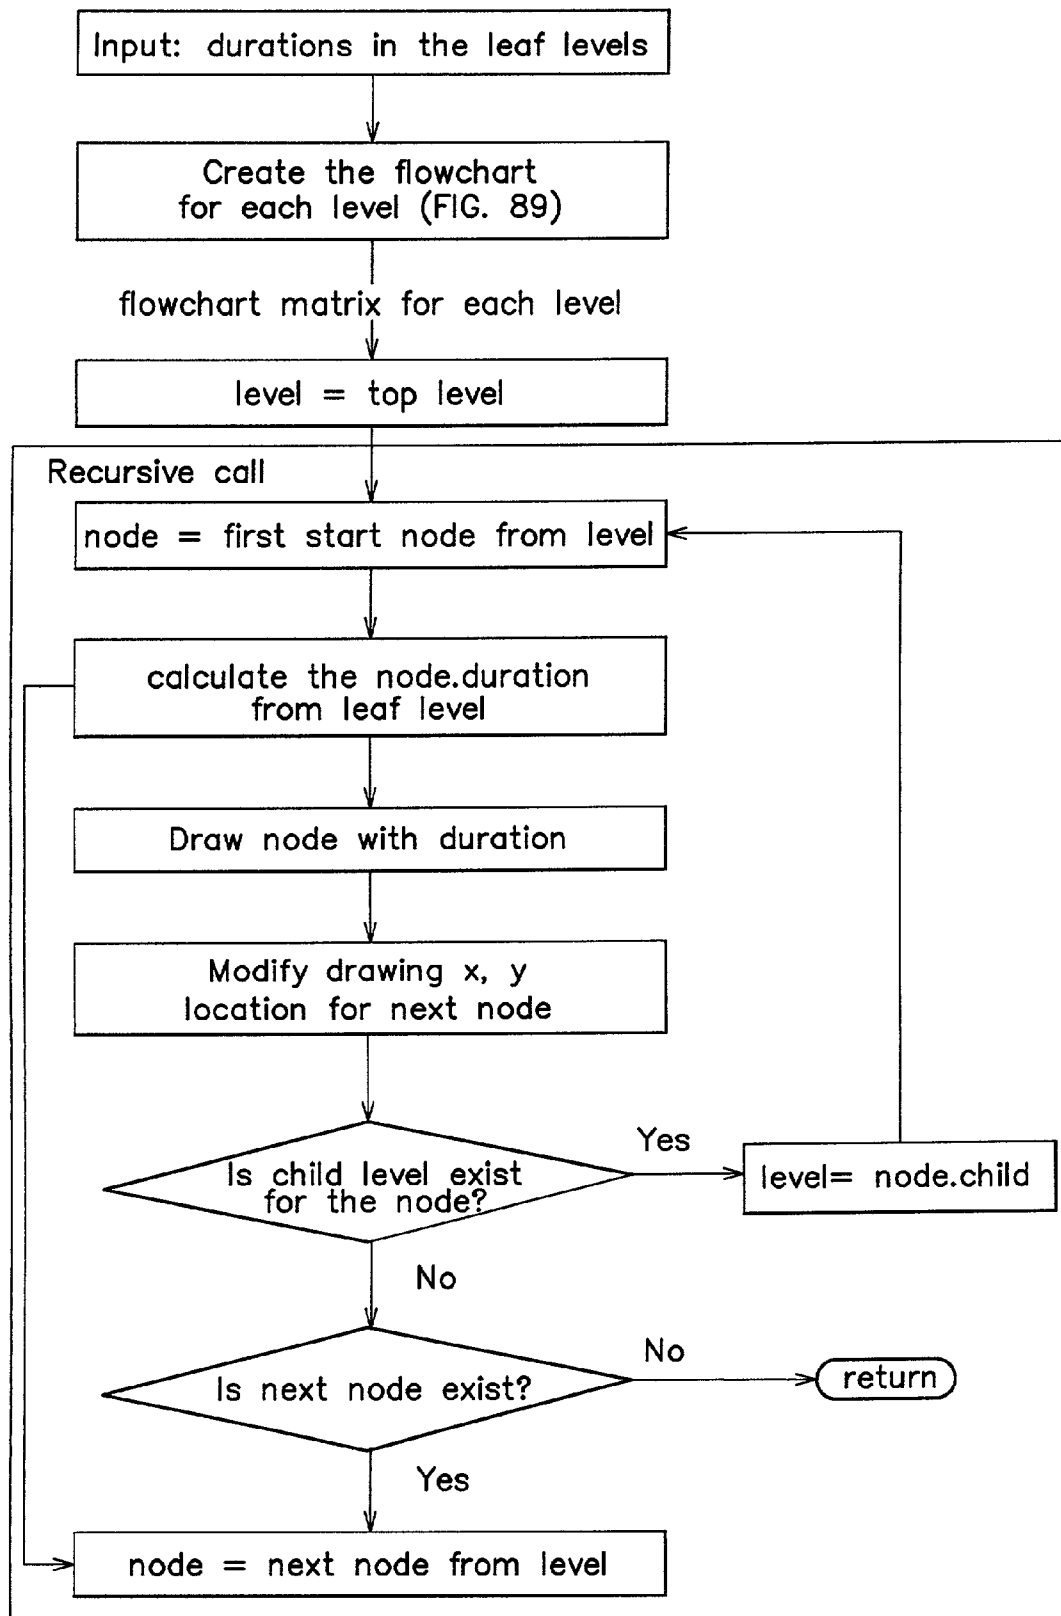 Input: durations in the leaf levels
Create the flowchart
for each level (FIG. 89)
flowchart matrix for each level
level = top level
Recursive call
node = first start node from level
calculate the node.duration
from leaf level
Draw node with duration
Modify drawing x, y
location for next node
Is child level exist
for the node?
Yes
level= node.child
No
Is next node exist?
No
return
Yes
node = next node from level